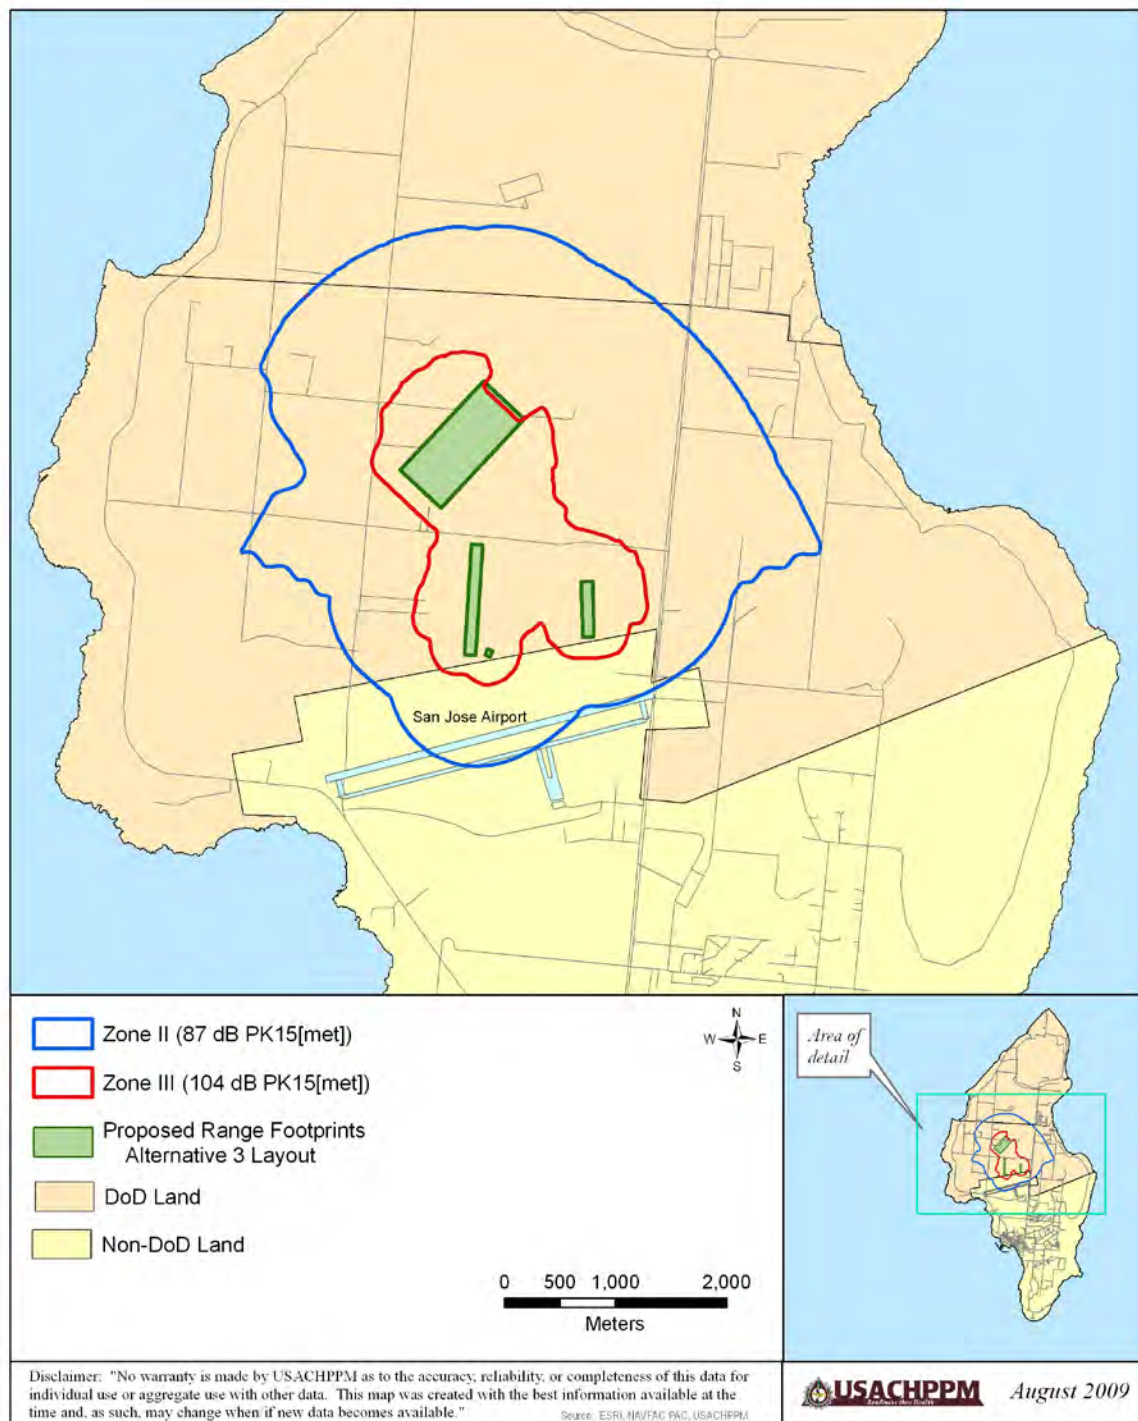 San Jose Airport
Zone II (87 dB PK15[met])
Zone III (104 dB PK15[met])
Proposed Range Footprints
Alternative 3 Layout
DoD Land
Non-DoD Land
N
W E
S
0 500 1,000 2,000
Meters
Area of
detail
Disclaimer: "No warranty is made by USACHPPM as to the accuracy, reliability, or completeness of this data for
individual use or aggregate use with other data. This map was created with the best information available at the
time and, as such, may change when/if new data becomes available."
Source: ESRI, NAVFAC PAC, USACHPPM
USACHPPM
Readiness thru Health
August 2009